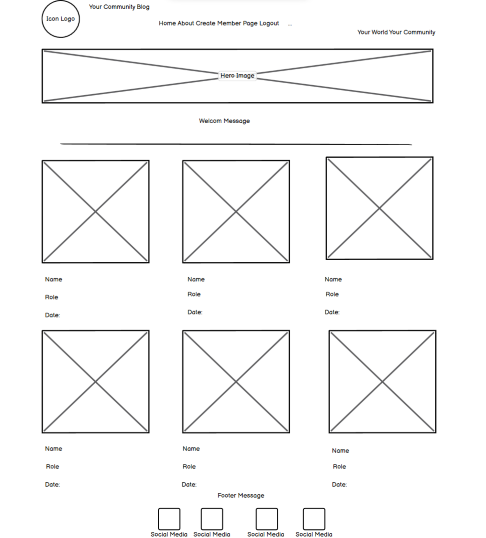 Your Community Blog
Icon Logo
Home About Create Member Page Logout ...
Your World Your Community
Hero Image
Welcom Message
Name
Role
Date:
Name
Role
Date:
Name
Role
Date:
Name
Role
Date:
Name
Role
Date:
Name
Role
Date:
Footer Message
Social Media
Social Media
Social Media
Social Media